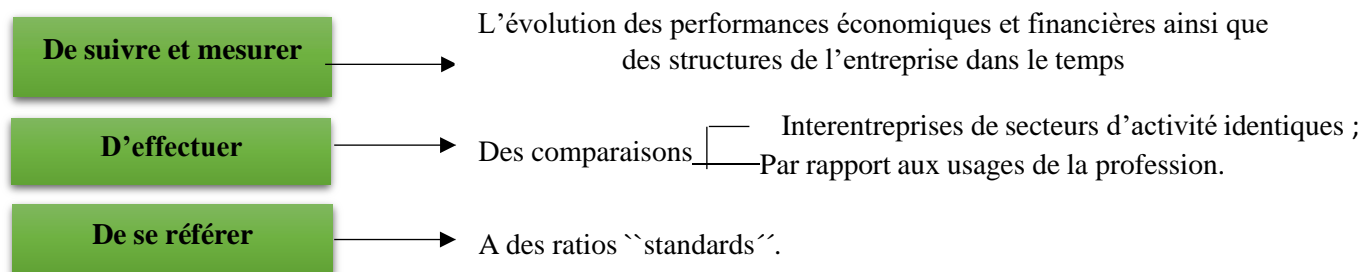 De suivre et mesurer
L’évolution des performances économiques et financières ainsi que
des structures de l’entreprise dans le temps
D’effectuer
Des comparaisons
Interentreprises de secteurs d’activité identiques ;
Par rapport aux usages de la profession.
De se référer
A des ratios ``standards´´.